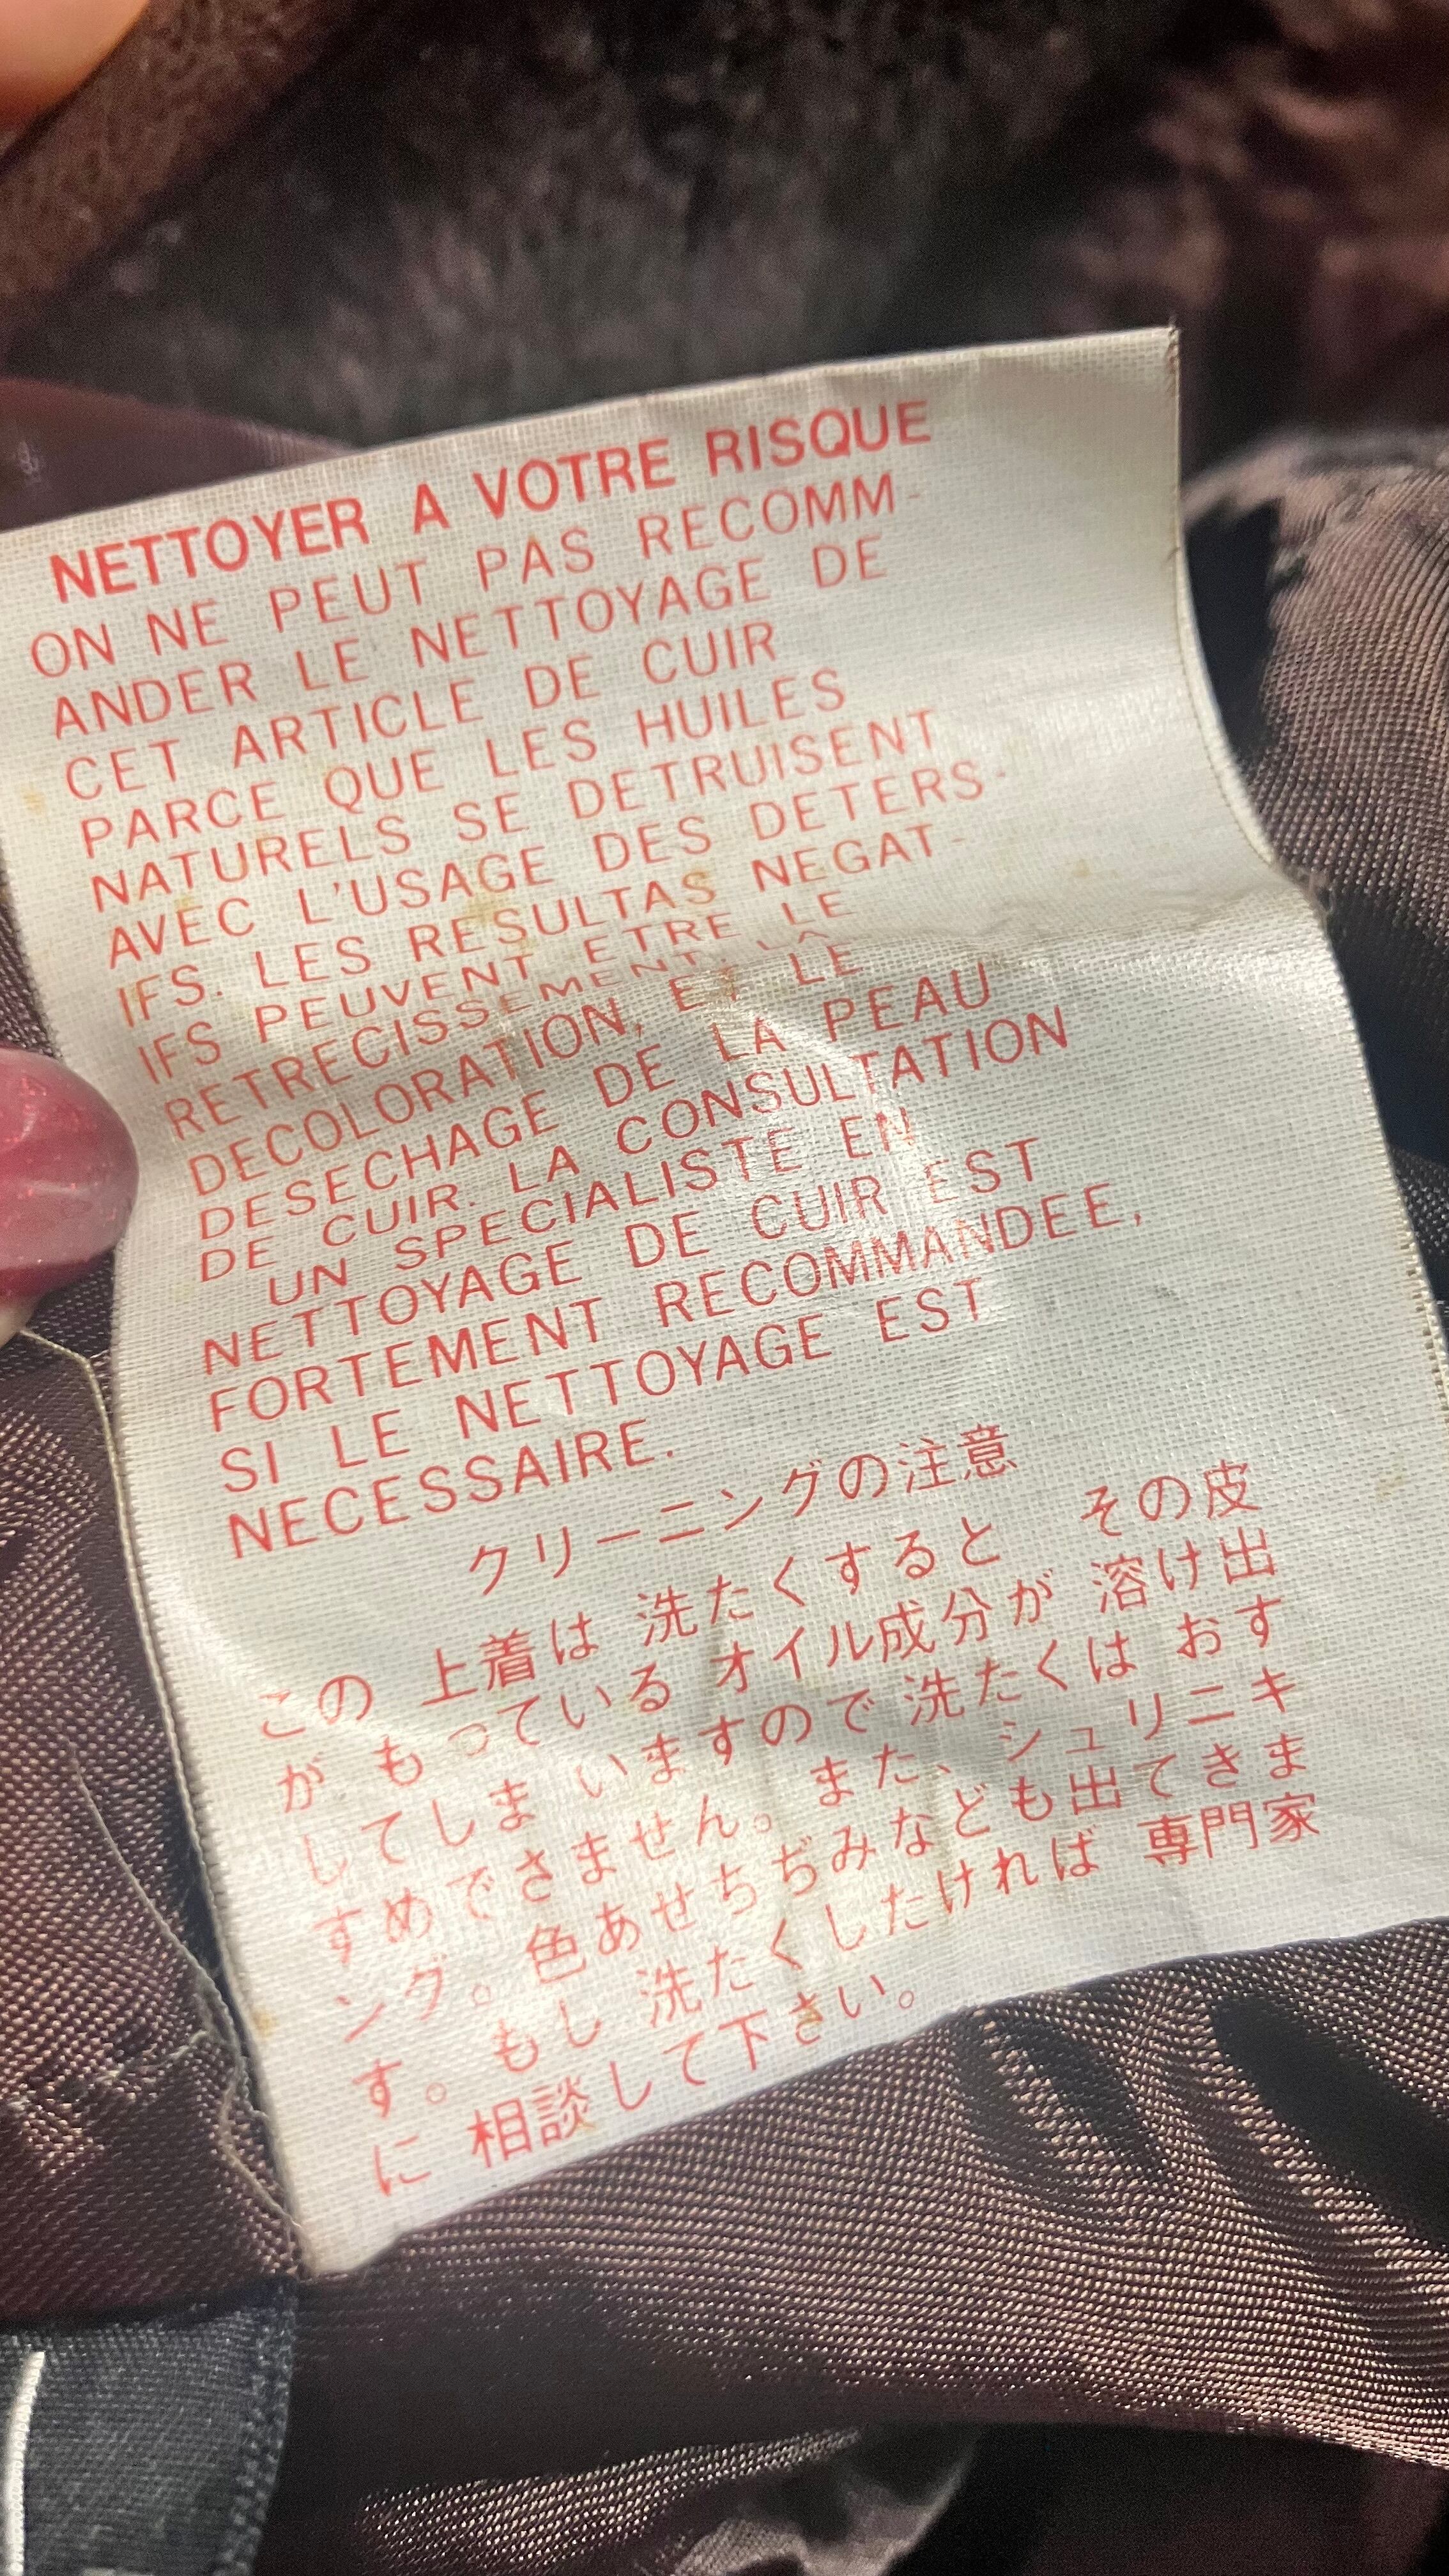 NETTOYER A VOTRE RISQUE
ON NE PEUT PAS RECOMM-
ANDER LE NETTOYAGE DE
CET ARTICLE DE CUIR
PARCE QUE LES HUILES
NATURELS SE DETRUISENT
AVEC L'USAGE DES DETERS-
IFS. LES RESULTAS NEGAT-
IFS PEUVENT ETRE LE
RETRECISSEMENT, LA
DECOLORATION, ET LE
DESECHAGE DE LA PEAU
DE CUIR. LA CONSULTATION
UN SPECIALISTE EN
NETTOYAGE DE CUIR EST
FORTEMENT RECOMMANDEE,
SI LE NETTOYAGE EST
NECESSAIRE.
クリーニングの注意
この 上着は 洗たくすると その皮
が もっている オイル成分が 溶け出
してしま いますので 洗たくは おす
すめできません。また、シュリニキ
ング。色あせちぢみなども出てきま
す。もし 洗たくしたければ 専門家
に 相談して下さい。